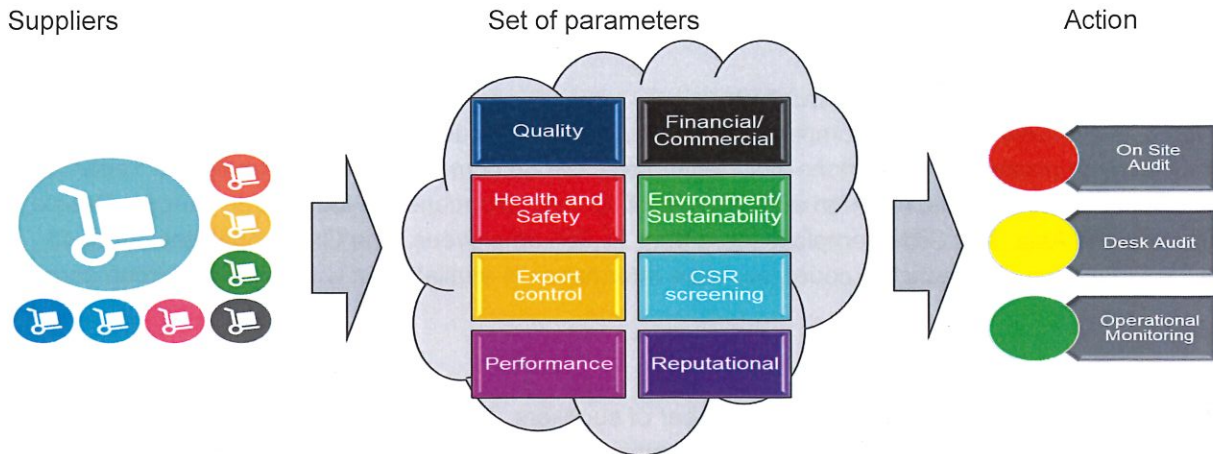 Suppliers
Set of parameters
Action
Quality
Financial/
Commercial
Health and
Safety
Environment/
Sustainability
Export
control
CSR
screening
Performance
Reputational
On Site
Audit
Desk Audit
Operational
Monitoring